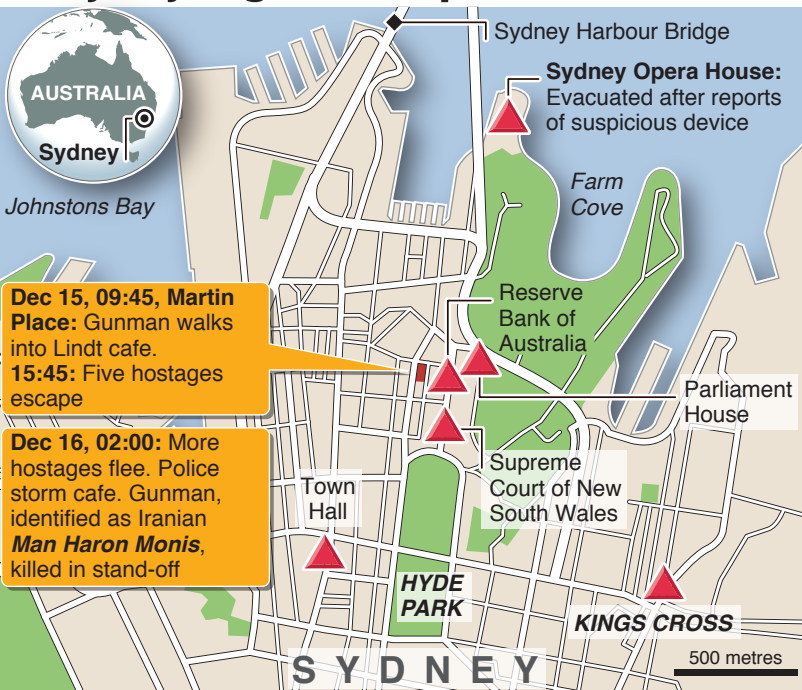 Sydney Harbour Bridge
Sydney Opera House:
Evacuated after reports
of suspicious device
AUSTRALIA
Sydney
Johnstons Bay
Farm
Cove
Dec 15, 09:45, Martin
Place: Gunman walks
into Lindt cafe.
15:45: Five hostages
escape
Reserve
Bank of
Australia
Parliament
House
Dec 16, 02:00: More
hostages flee. Police
storm cafe. Gunman,
identified as Iranian
Man Haron Monis,
killed in stand-off
Supreme
Court of New
South Wales
Town
Hall
HYDE
PARK
KINGS CROSS
SYDNEY
500 metres